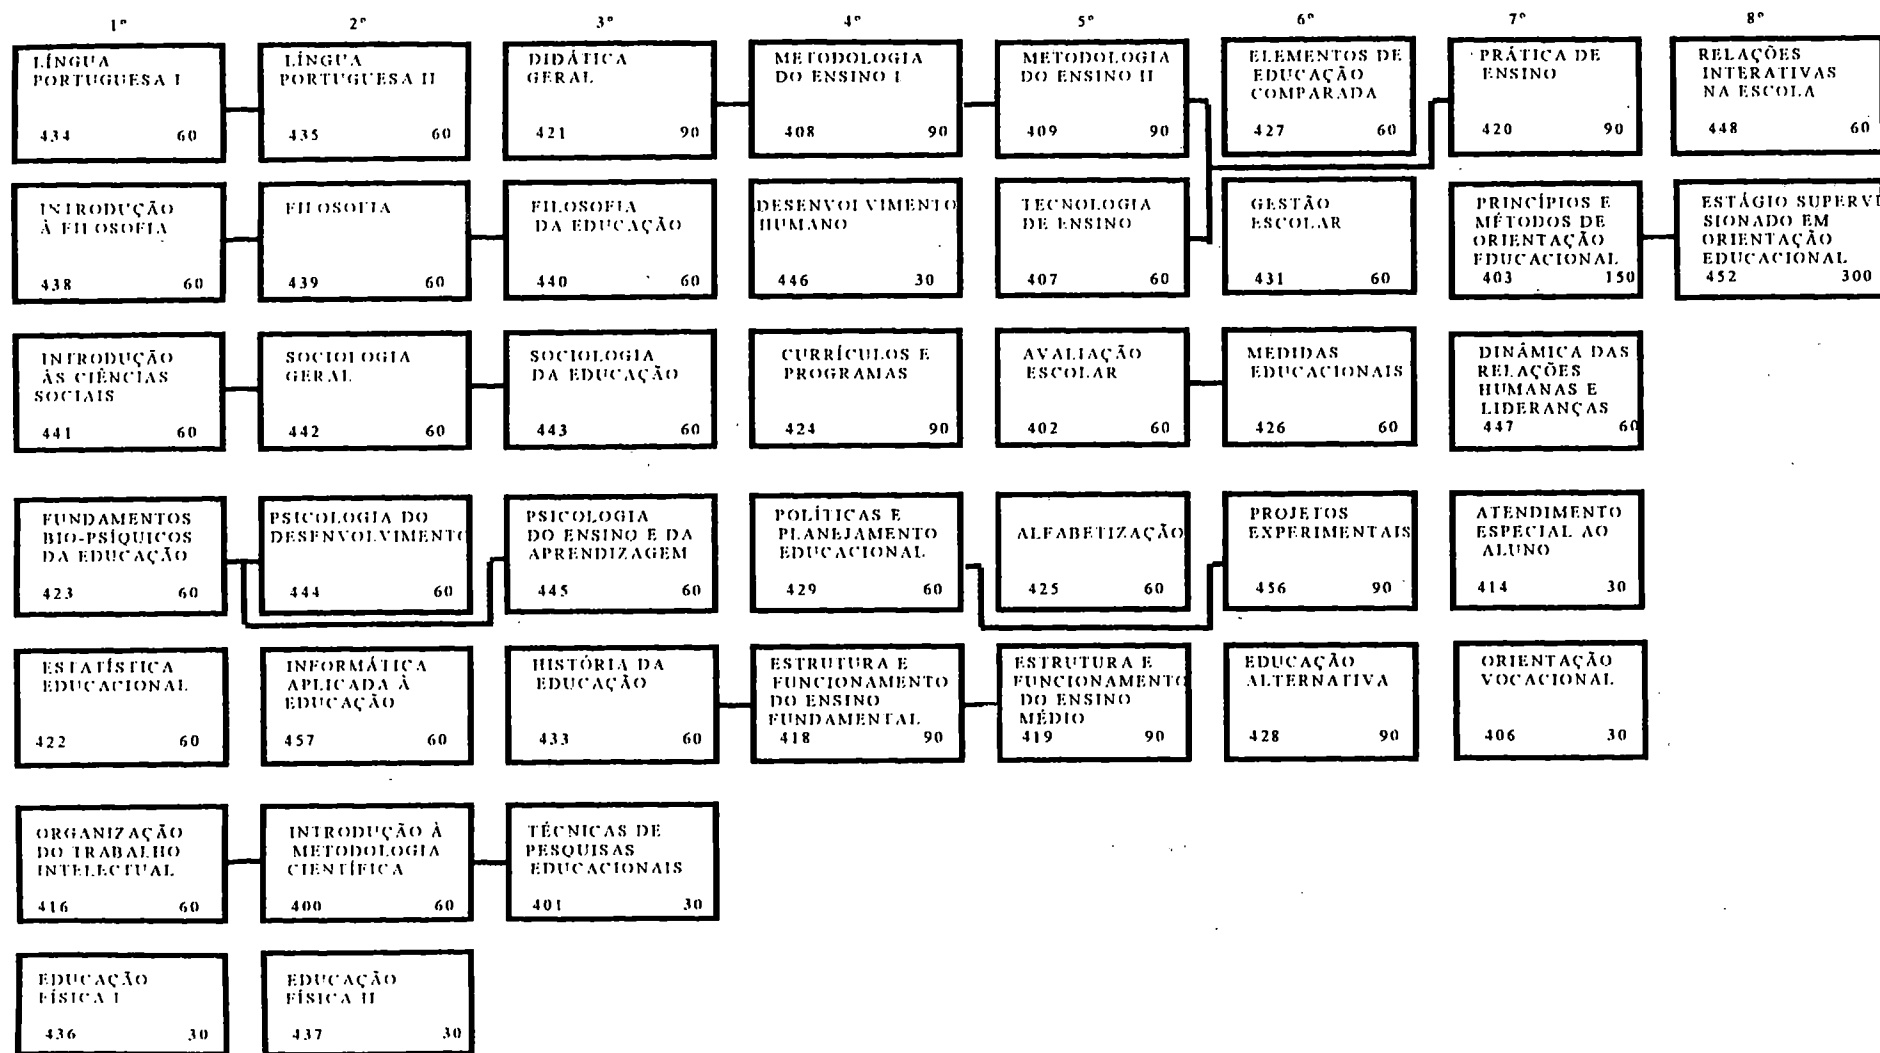 1º 2º 3º 4º 5º 6º 7º 8º
LÍNGUA
PORTUGUESA I
434 60
LÍNGUA
PORTUGUESA II
435 60
DIDÁTICA
GERAL
421 90
METODOLOGIA
DO ENSINO I
408 90
METODOLOGIA
DO ENSINO II
409 90
ELEMENTOS DE
EDUCAÇÃO
COMPARADA
427 60
PRÁTICA DE
ENSINO
420 90
RELAÇÕES
INTERATIVAS
NA ESCOLA
448 60
INTRODUÇÃO
À FILOSOFIA
438 60
FILOSOFIA
439 60
FILOSOFIA
DA EDUCAÇÃO
440 60
DESENVOLVIMENTO
HUMANO
446 30
TECNOLOGIA
DE ENSINO
407 60
GESTÃO
ESCOLAR
431 60
PRINCÍPIOS E
MÉTODOS DE
ORIENTAÇÃO
EDUCACIONAL
403 150
ESTÁGIO SUPERVI
SIONADO EM
ORIENTAÇÃO
EDUCACIONAL
452 300
INTRODUÇÃO
ÀS CIÊNCIAS
SOCIAIS
441 60
SOCIOLOGIA
GERAL
442 60
SOCIOLOGIA
DA EDUCAÇÃO
443 60
CURRÍCULOS E
PROGRAMAS
424 90
AVALIAÇÃO
ESCOLAR
402 60
MEDIDAS
EDUCACIONAIS
426 60
DINÂMICA DAS
RELAÇÕES
HUMANAS E
LIDERANÇAS
447 60
FUNDAMENTOS
BIO-PSÍQUICOS
DA EDUCAÇÃO
423 60
PSICOLOGIA DO
DESENVOLVIMENTO
444 60
PSICOLOGIA
DO ENSINO E DA
APRENDIZAGEM
445 60
POLÍTICAS E
PLANEJAMENTO
EDUCACIONAL
429 60
ALFABETIZAÇÃO
425 60
PROJETOS
EXPERIMENTAIS
456 90
ATENDIMENTO
ESPECIAL AO
ALUNO
414 30
ESTATÍSTICA
EDUCACIONAL
422 60
INFORMÁTICA
APLICADA À
EDUCAÇÃO
457 60
HISTÓRIA DA
EDUCAÇÃO
433 60
ESTRUTURA E
FUNCIONAMENTO
DO ENSINO
FUNDAMENTAL
418 90
ESTRUTURA E
FUNCIONAMENTO
DO ENSINO
MÉDIO
419 90
EDUCAÇÃO
ALTERNATIVA
428 90
ORIENTAÇÃO
VOCACIONAL
406 30
ORGANIZAÇÃO
DO TRABALHO
INTELECTUAL
416 60
INTRODUÇÃO À
METODOLOGIA
CIENTÍFICA
400 60
TÉCNICAS DE
PESQUISAS
EDUCACIONAIS
401 30
EDUCAÇÃO
FÍSICA I
436 30
EDUCAÇÃO
FÍSICA II
437 30